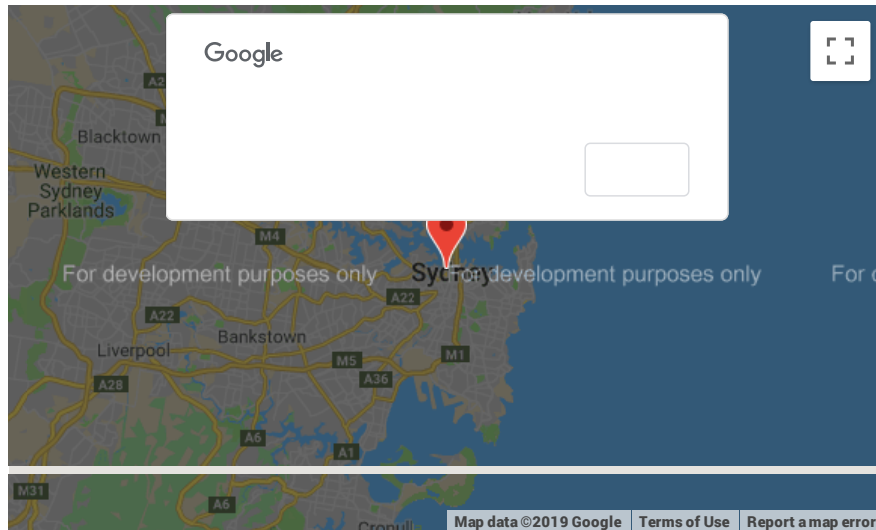 Google
A2
Blacktown
Western
Sydney
Parklands
M4
For development purposes only
Sydney
For development purposes only
For d
A22
A22
Bankstown
Liverpool
M5
M1
A36
A28
A6
A1
M31
A6
Cronull
Map data ©2019 Google
Terms of Use
Report a map error